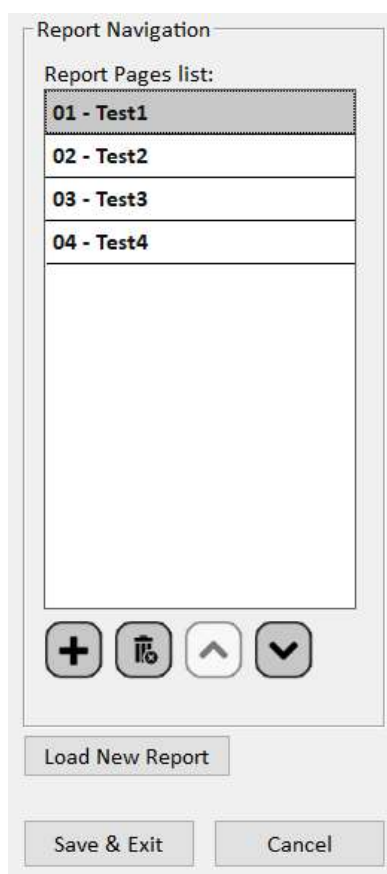 Report Navigation
Report Pages list:
01 - Test1
02 - Test2
03 - Test3
04 - Test4
Load New Report
Save & Exit
Cancel